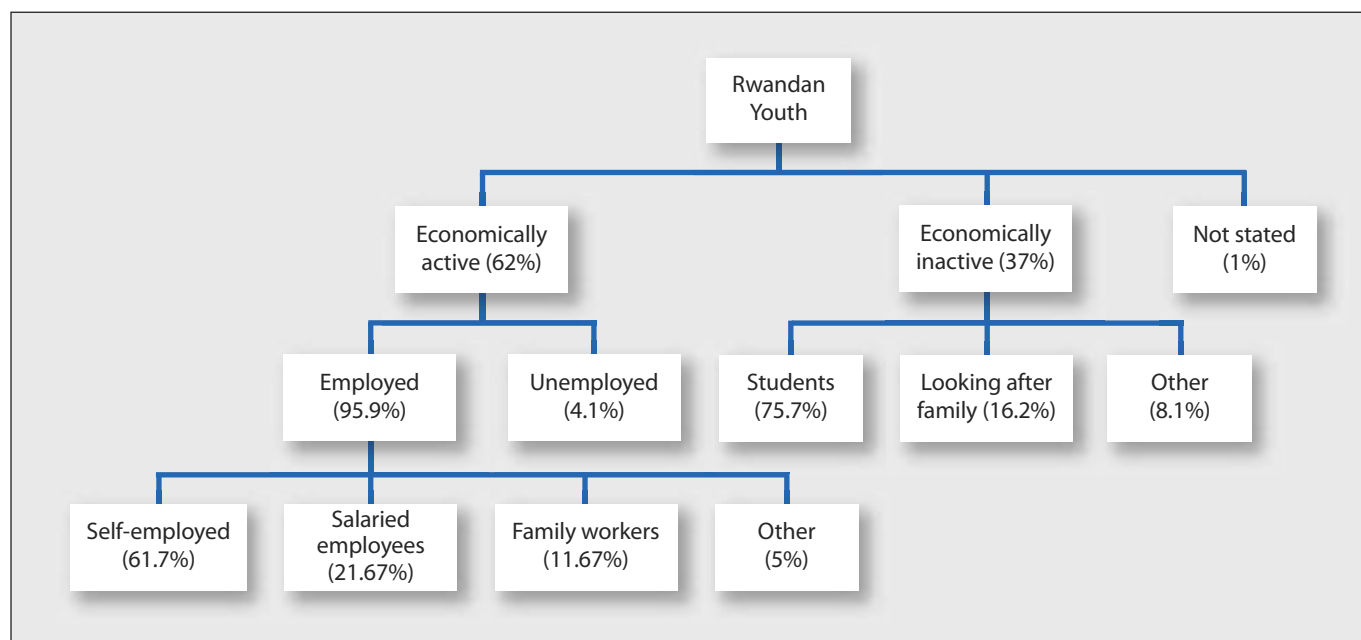 Rwandan
Youth
Economically
active (62%)
Economically
inactive (37%)
Not stated
(1%)
Employed
(95.9%)
Unemployed
(4.1%)
Students
(75.7%)
Looking after
family (16.2%)
Other
(8.1%)
Self-employed
(61.7%)
Salaried
employees
(21.67%)
Family workers
(11.67%)
Other
(5%)